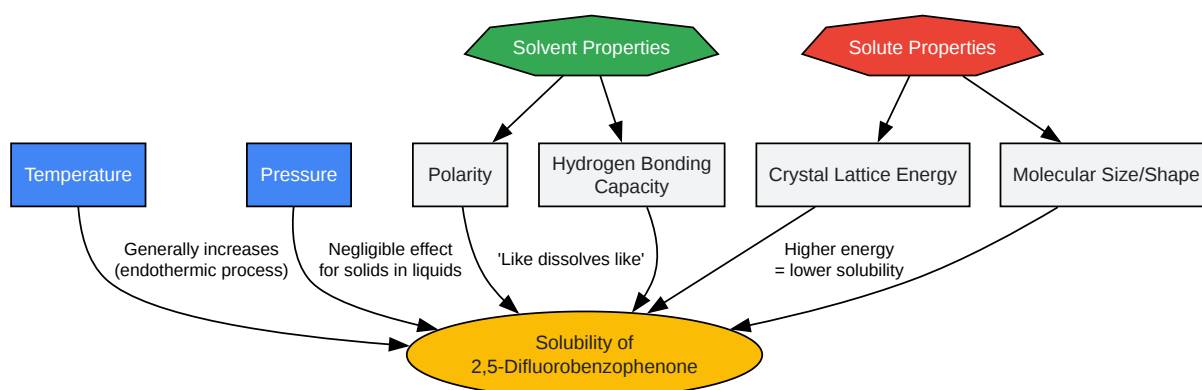 Solvent Properties
Solute Properties
Temperature
Pressure
Polarity
Hydrogen Bonding
Capacity
Crystal Lattice Energy
Molecular Size/Shape
Generally increases
(endothermic process)
Negligible effect
for solids in liquids
'Like dissolves like'
Higher energy
= lower solubility
Solubility of
2,5-Difluorobenzophenone